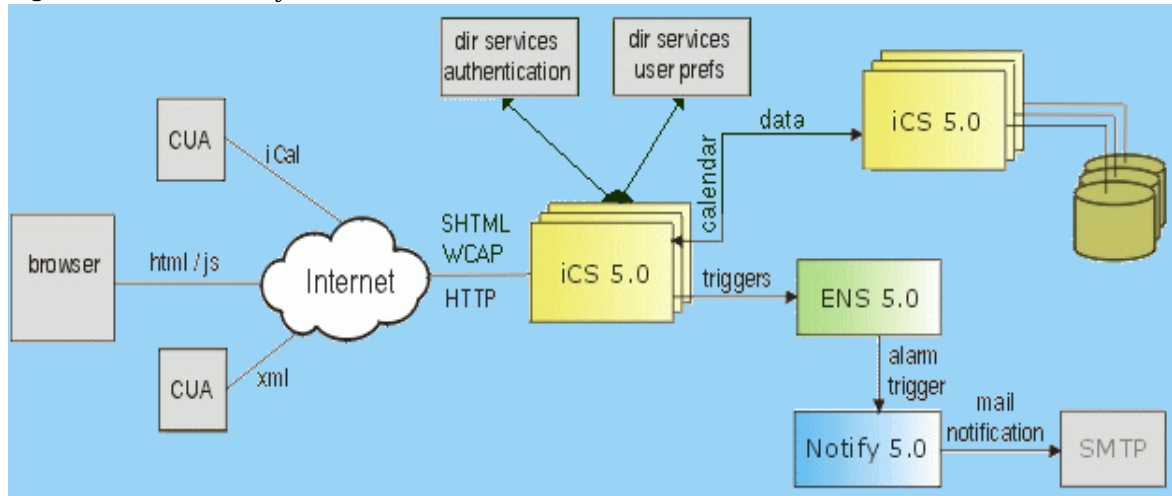 dir services
authentication
dir services
user prefs
CUA
iCal
data
iCS 5.0
calendar
browser
html / js
Internet
SHTML
WCAP
HTTP
iCS 5.0
triggers
ENS 5.0
CUA
xml
alarm
trigger
Notify 5.0
mail
notification
SMTP